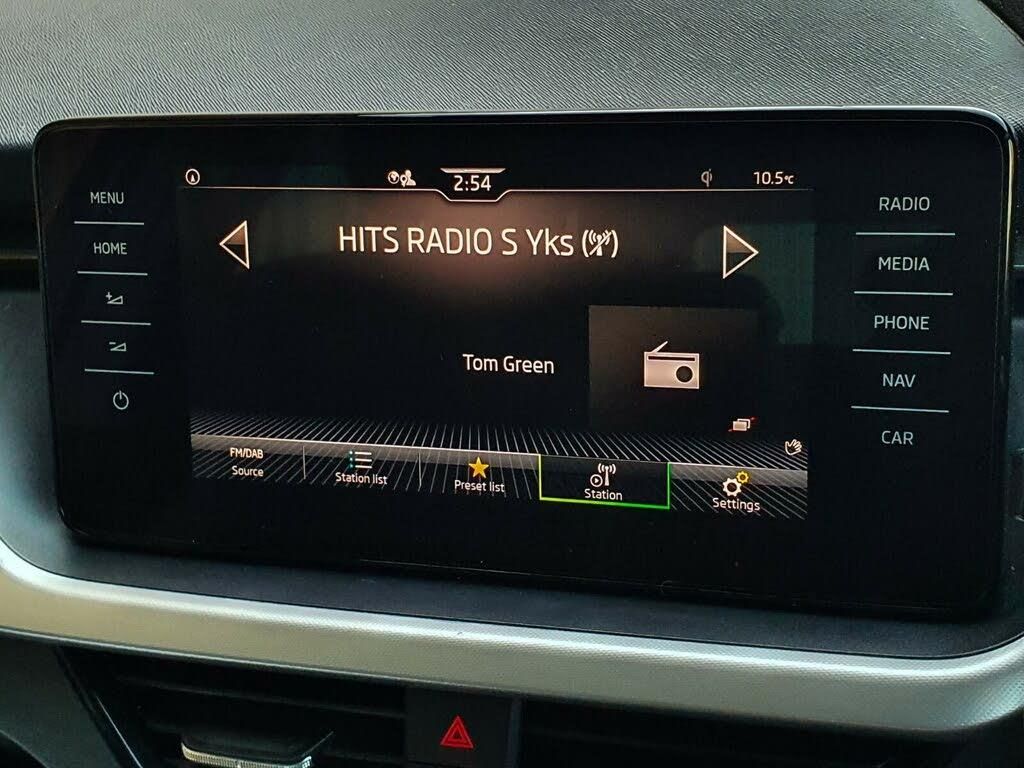 MENU
HOME
2:54
10.5°C
HITS RADIO S Yks
Tom Green
FM/DAB
Source
Station list
Preset list
Station
Settings
RADIO
MEDIA
PHONE
NAV
CAR